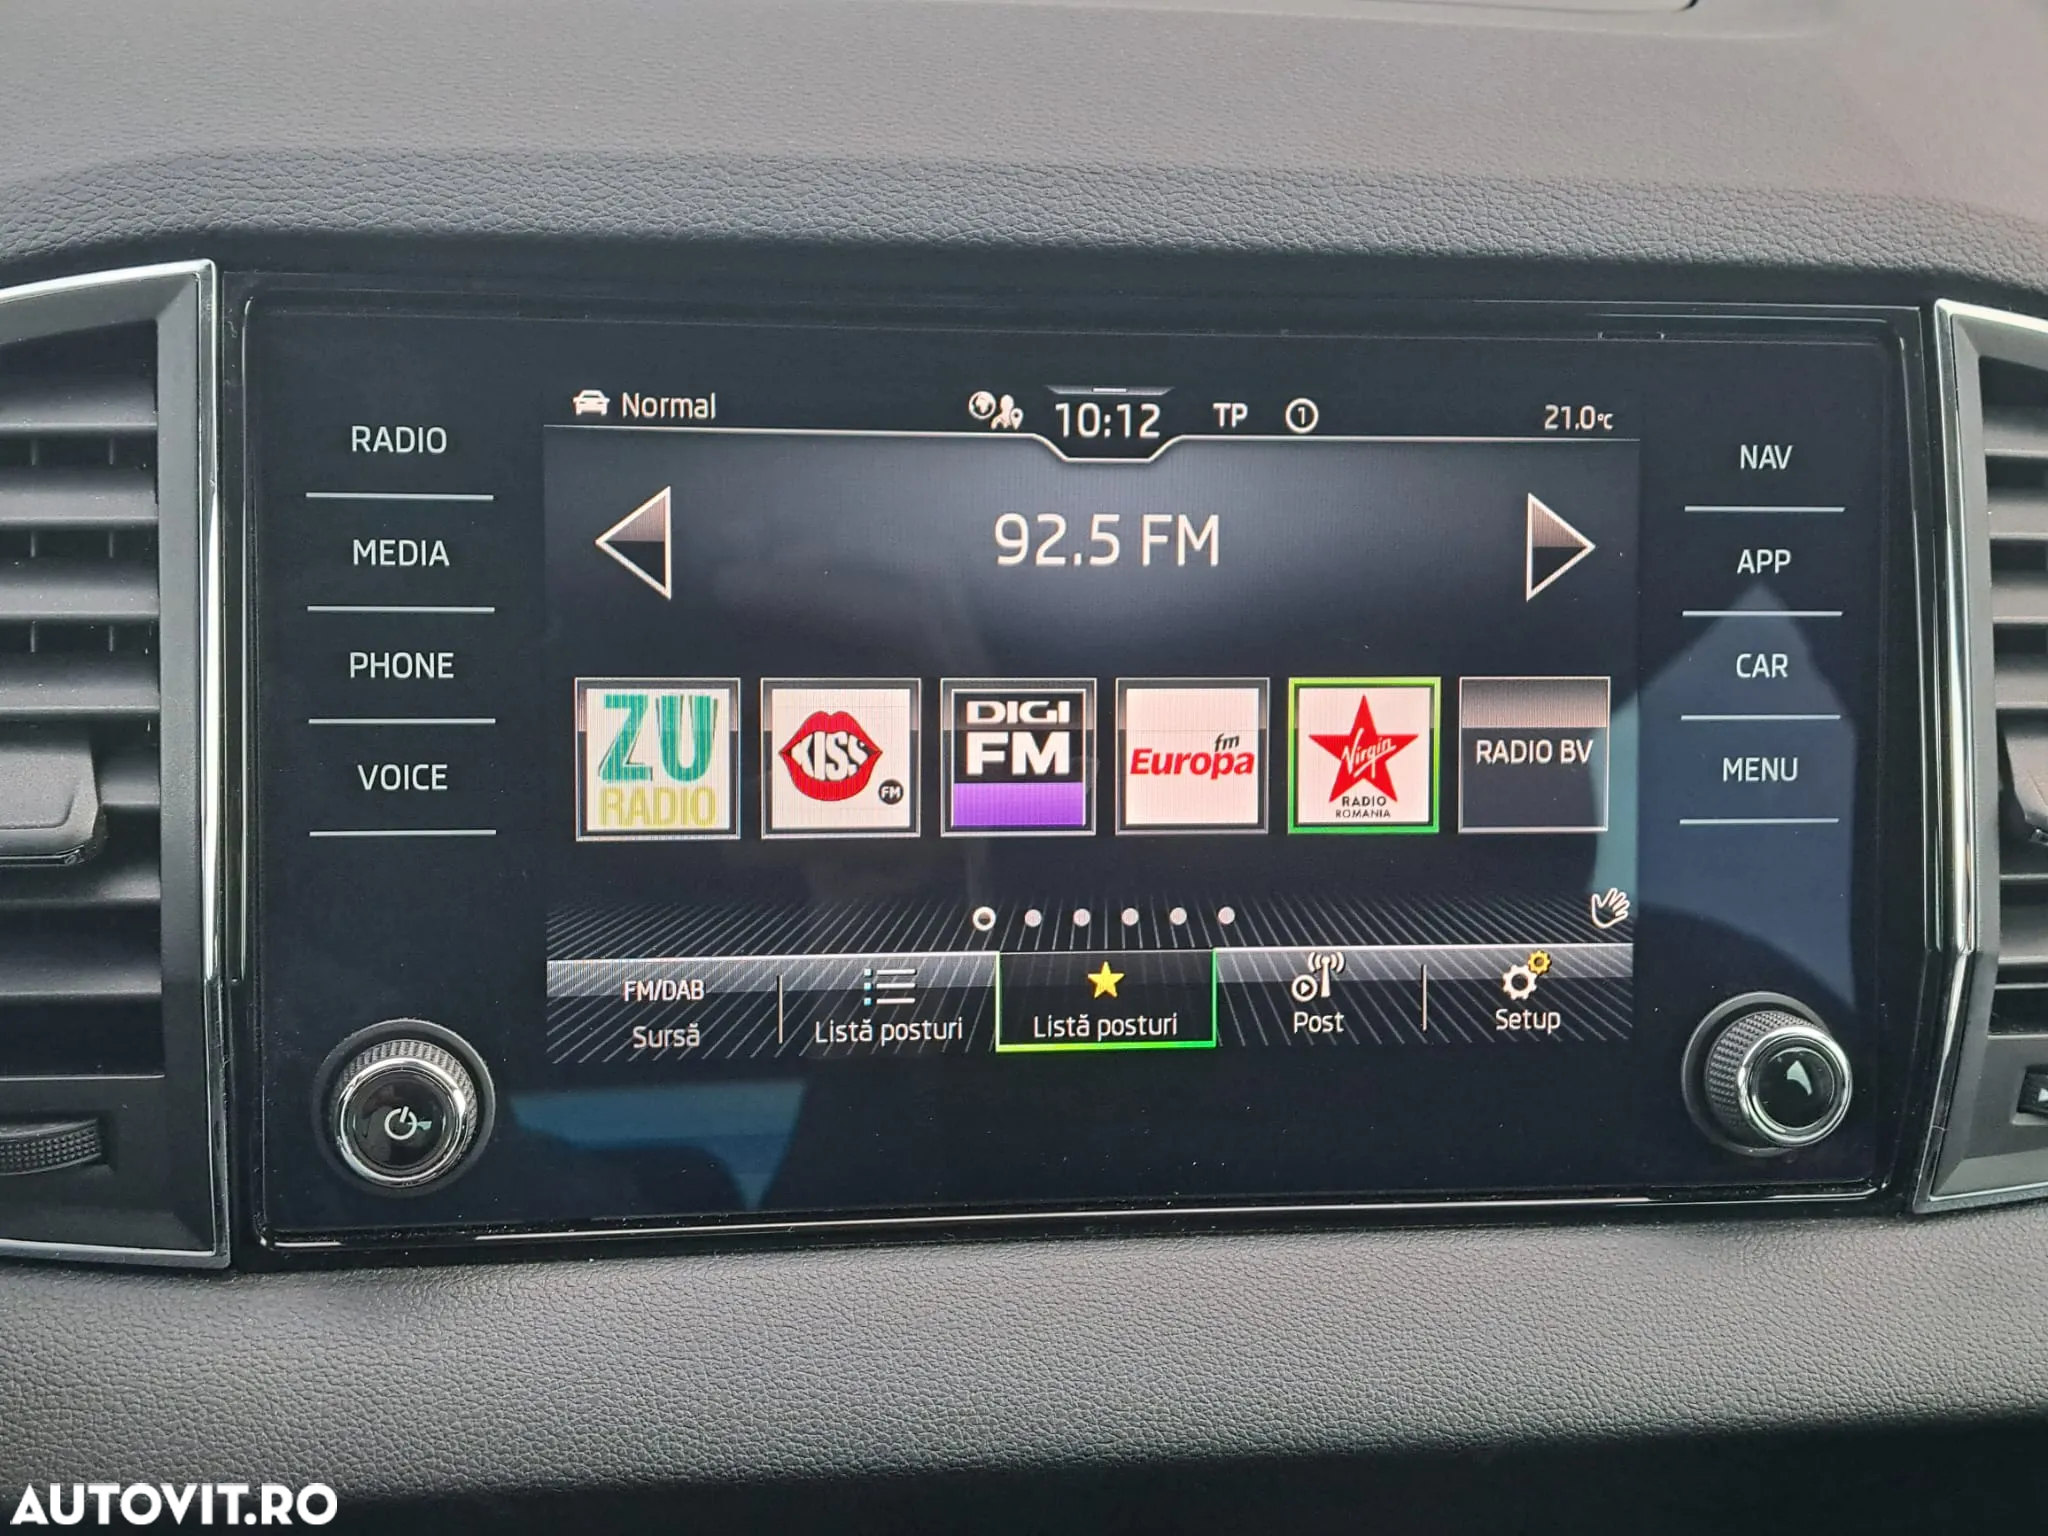 Normal
10:12
TP
1
21.0°C
RADIO
MEDIA
PHONE
VOICE
92.5 FM
ZU
RADIO
KISS
FM
DIGI
FM
Europa
fm
Virgin
RADIO
ROMANIA
RADIO BV
FM/DAB
Sursă
Listă posturi
Listă posturi
Post
Setup
NAV
APP
CAR
MENU
AUTOVIT.RO